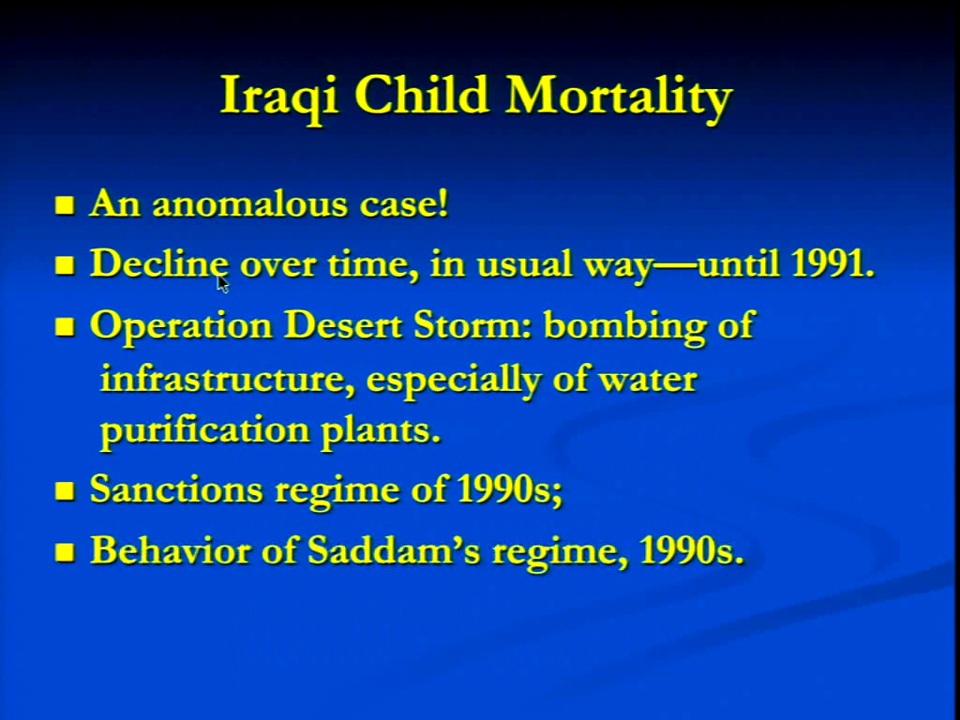 Iraqi Child Mortality
■ An anomalous case!
■ Decline over time, in usual way—until 1991.
■ Operation Desert Storm: bombing of
infrastructure, especially of water
purification plants.
■ Sanctions regime of 1990s;
■ Behavior of Saddam’s regime, 1990s.